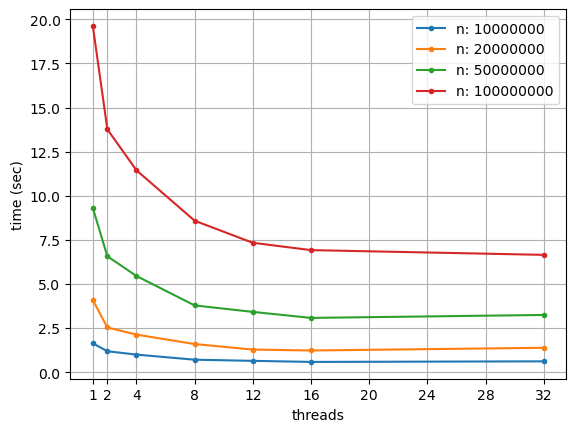 n: 10000000
n: 20000000
n: 50000000
n: 100000000
time (sec)
20.0
17.5
15.0
12.5
10.0
7.5
5.0
2.5
0.0
1 2 4 8 12 16 20 24 28 32
threads